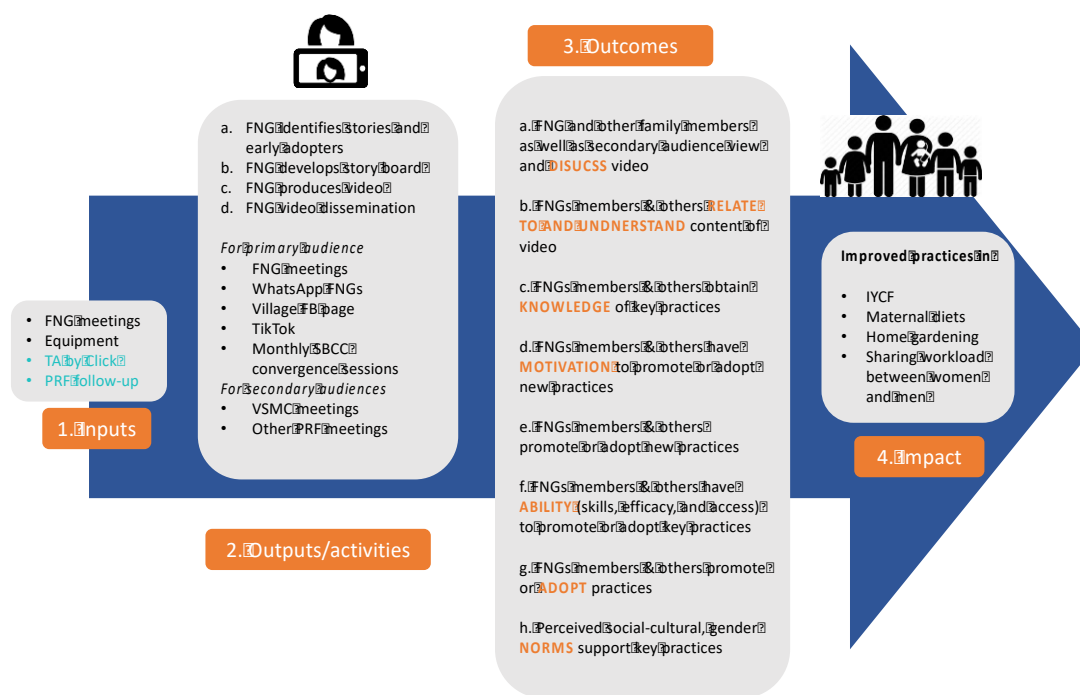 3. Outcomes
a. FNG identifies stories and
early adopters
b. FNG develops story board
c. FNG produces video
d. FNG video dissemination
For primary audience
• FNG meetings
• WhatsApp FNGs
• Village FB page
• TikTok
• Monthly SBCC
convergence sessions
For secondary audiences
• VSMC meetings
• Other PRF meetings
a. FNG and other family members
as well as secondary audience view
and DISUCSS video
b. FNGs members & others RELATE
TO AND UNDNERSTAND content of
video
c. FNGs members & others obtain
KNOWLEDGE of key practices
d. FNGs members & others have
MOTIVATION to promote or adopt
new practices
e. FNGs members & others
promote or adopt new practices
f. FNGs members & others have
ABILITY (skills, efficacy, and access)
to promote or adopt key practices
g. FNGs members & others promote
or ADOPT practices
h. Perceived social-cultural, gender
NORMS support key practices
Improved practices in
• IYCF
• Maternal diets
• Home gardening
• Sharing workload
between women
and men
• FNG meetings
• Equipment
• TA by Click
• PRF follow-up
1. Inputs
4. Impact
2. Outputs/activities